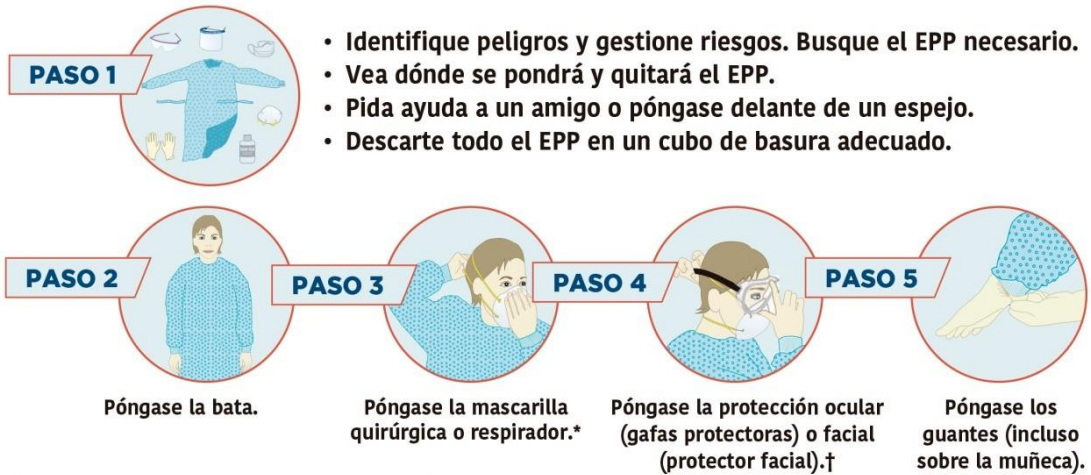 PASO 1
• Identifique peligros y gestione riesgos. Busque el EPP necesario.
• Vea dónde se pondrá y quitará el EPP.
• Pida ayuda a un amigo o póngase delante de un espejo.
• Descarte todo el EPP en un cubo de basura adecuado.
PASO 2
Póngase la bata.
PASO 3
Póngase la mascarilla
quirúrgica o respirador.*
PASO 4
Póngase la protección ocular
(gafas protectoras) o facial
(protector facial).†
PASO 5
Póngase los
guantes (incluso
sobre la muñeca).